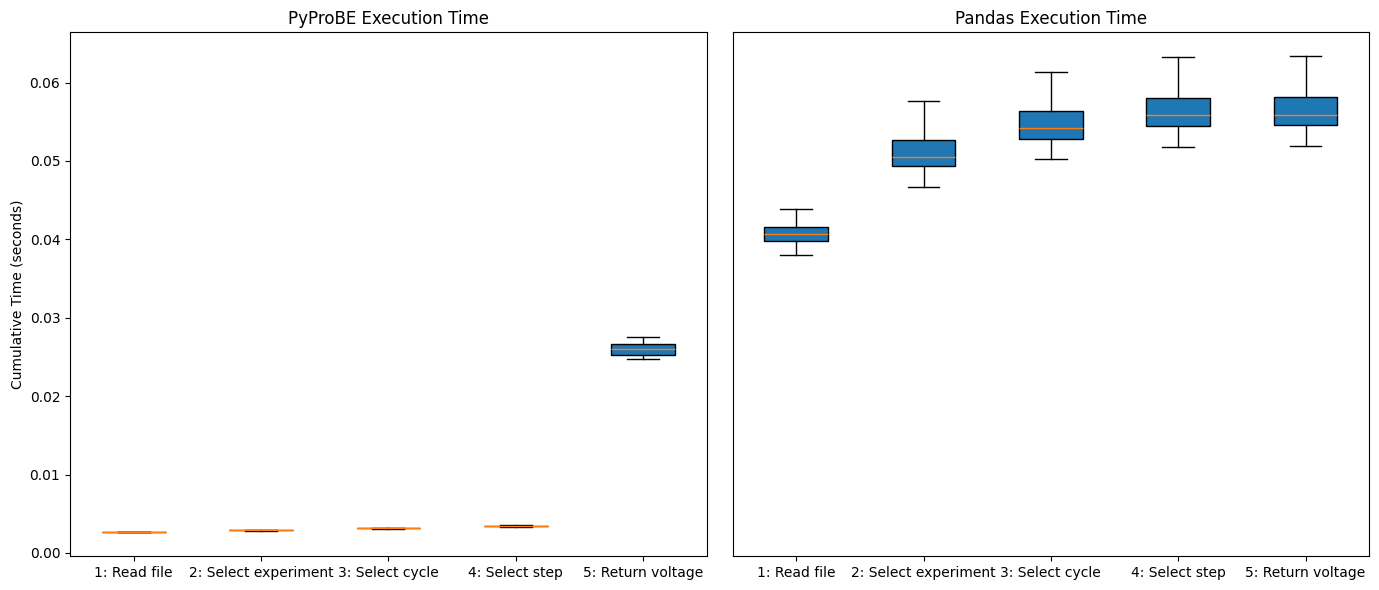 PyProBE Execution Time
Pandas Execution Time
Cumulative Time (seconds)
0.06
0.05
0.04
0.03
0.02
0.01
0.00
1: Read file 2: Select experiment 3: Select cycle 4: Select step 5: Return voltage
1: Read file 2: Select experiment 3: Select cycle 4: Select step 5: Return voltage